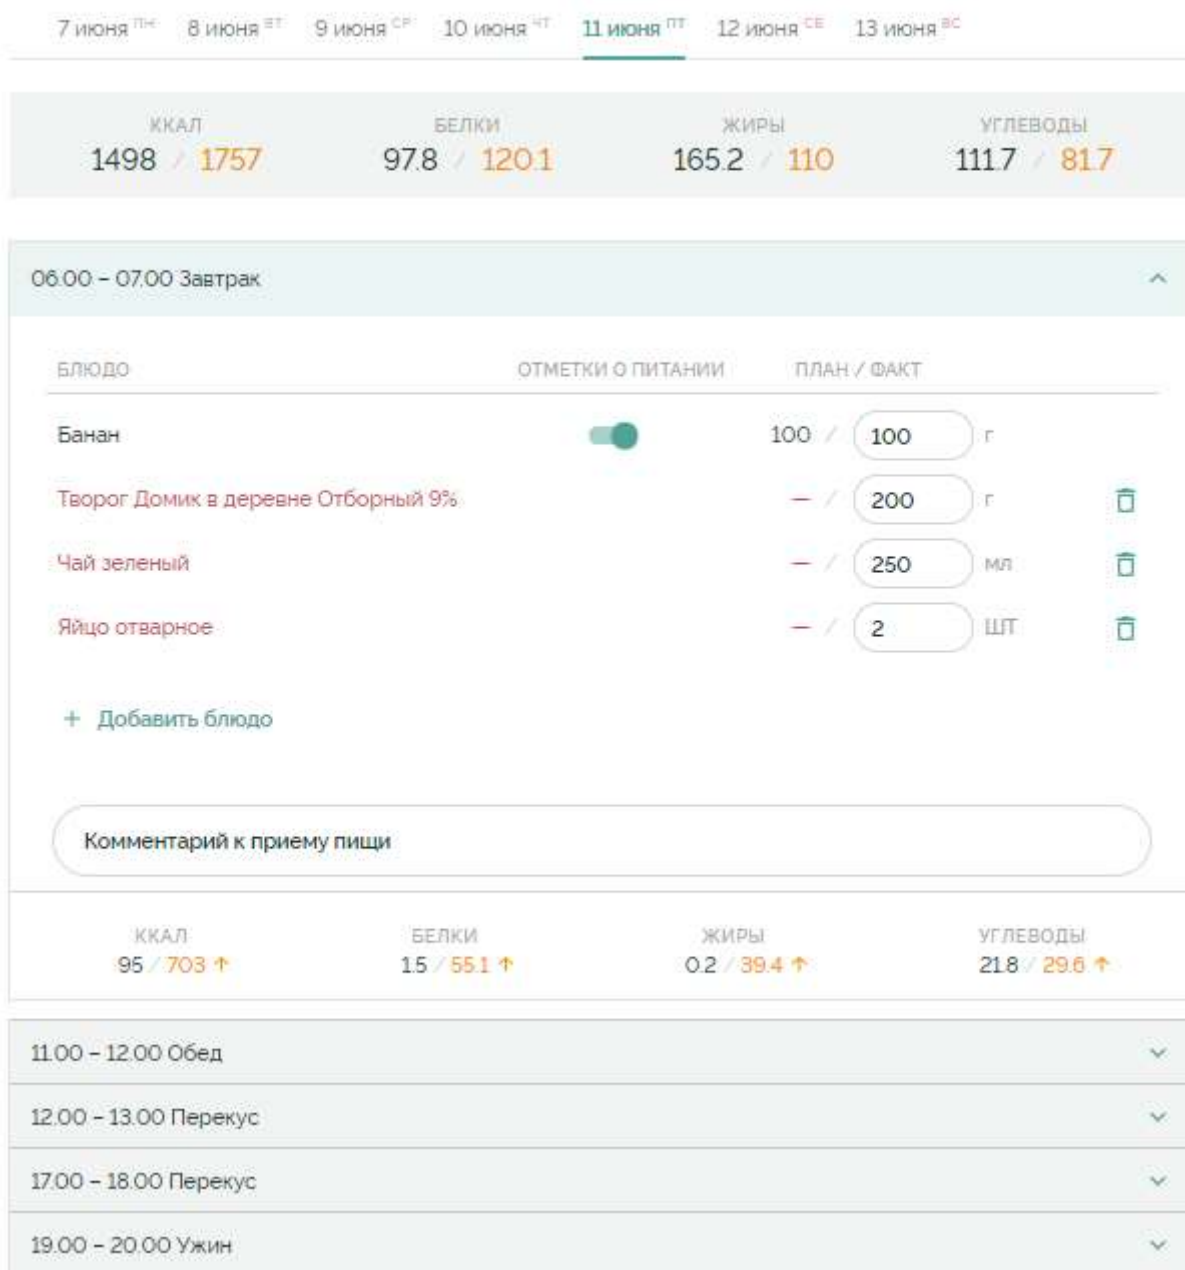 7 июня ПН 8 июня ВТ 9 июня СР 10 июня ЧТ 11 июня ПТ 12 июня СБ 13 июня ВС
ККАЛ БЕЛКИ ЖИРЫ УГЛЕВОДЫ
1498 / 1757 97.8 / 120.1 165.2 / 110 111.7 / 81.7
06.00 – 07.00 Завтрак
БЛЮДО ОТМЕТКИ О ПИТАНИИ ПЛАН / ФАКТ
Банан 100 / 100 г
Творог Домик в деревне Отборный 9% — / 200 г
Чай зеленый — / 250 мл
Яйцо отварное — / 2 ШТ
+ Добавить блюдо
Комментарий к приему пищи
ККАЛ БЕЛКИ ЖИРЫ УГЛЕВОДЫ
95 / 703 ↑ 1.5 / 55.1 ↑ 0.2 / 39.4 ↑ 21.8 / 29.6 ↑
11.00 – 12.00 Обед
12.00 – 13.00 Перекус
17.00 – 18.00 Перекус
19.00 – 20.00 Ужин